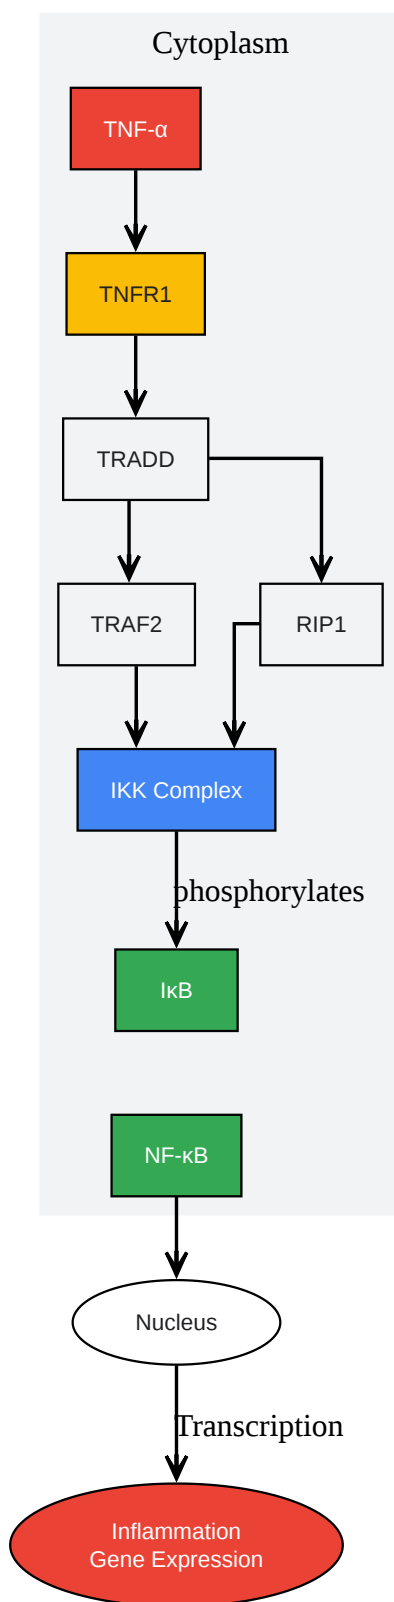 Cytoplasm
TNF-α
TNFR1
TRADD
TRAF2
RIP1
IKK Complex
phosphorylates
IκB
NF-κB
Nucleus
Transcription
Inflammation
Gene Expression